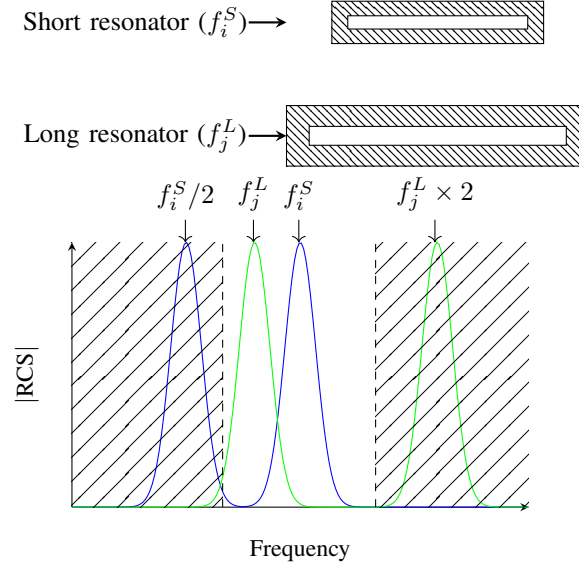 Short resonator (f_i^S)
Long resonator (f_j^L)
f_i^S/2 f_j^L f_i^S f_j^L × 2
|RCS|
Frequency